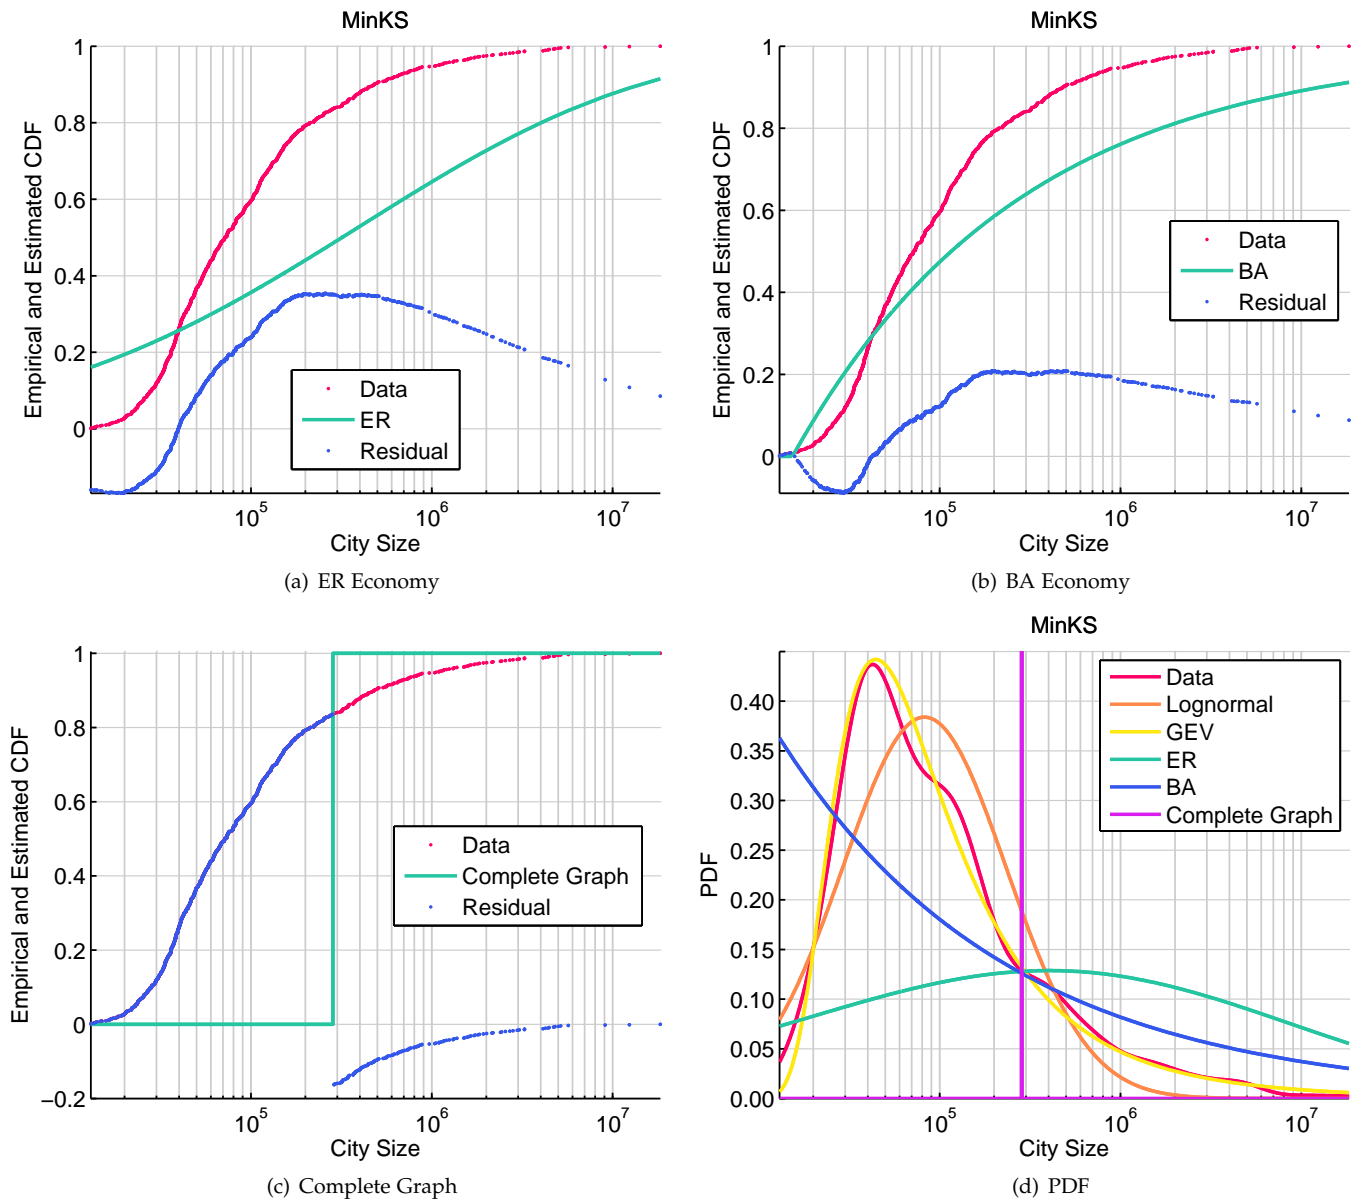 MinKS
Empirical and Estimated CDF
1
0.8
0.6
0.4
0.2
0
Data
ER
Residual
10^5
10^6
10^7
City Size
(a) ER Economy
MinKS
Empirical and Estimated CDF
1
0.8
0.6
0.4
0.2
0
Data
BA
Residual
10^5
10^6
10^7
City Size
(b) BA Economy
Empirical and Estimated CDF
1
0.8
0.6
0.4
0.2
0
−0.2
Data
Complete Graph
Residual
10^5
10^6
10^7
City Size
(c) Complete Graph
MinKS
PDF
0.40
0.35
0.30
0.25
0.20
0.15
0.10
0.05
0.00
Data
Lognormal
GEV
ER
BA
Complete Graph
10^5
10^6
10^7
City Size
(d) PDF